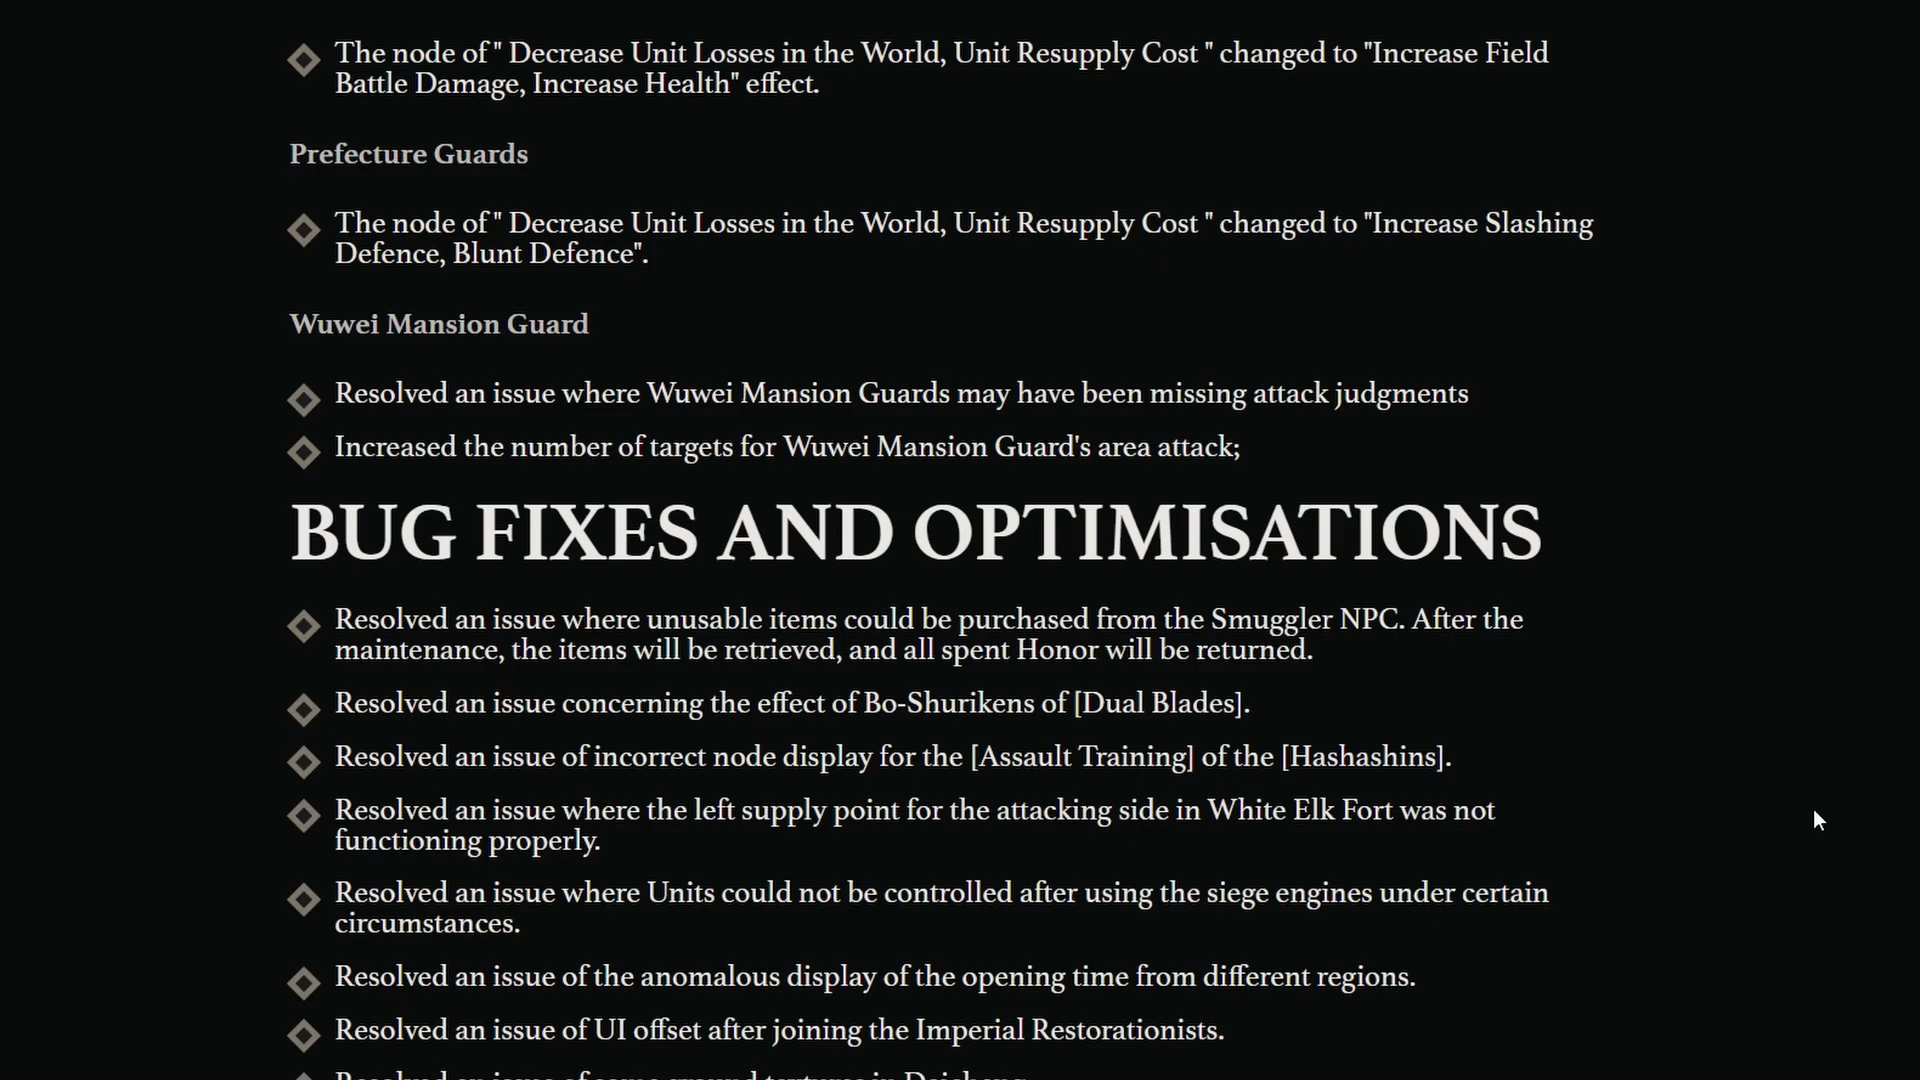 The node of " Decrease Unit Losses in the World, Unit Resupply Cost " changed to "Increase Field
Battle Damage, Increase Health" effect.
Prefecture Guards
The node of " Decrease Unit Losses in the World, Unit Resupply Cost " changed to "Increase Slashing
Defence, Blunt Defence".
Wuwei Mansion Guard
Resolved an issue where Wuwei Mansion Guards may have been missing attack judgments
Increased the number of targets for Wuwei Mansion Guard's area attack;
BUG FIXES AND OPTIMISATIONS
Resolved an issue where unusable items could be purchased from the Smuggler NPC. After the
maintenance, the items will be retrieved, and all spent Honor will be returned.
Resolved an issue concerning the effect of Bo-Shurikens of [Dual Blades].
Resolved an issue of incorrect node display for the [Assault Training] of the [Hashashins].
Resolved an issue where the left supply point for the attacking side in White Elk Fort was not
functioning properly.
Resolved an issue where Units could not be controlled after using the siege engines under certain
circumstances.
Resolved an issue of the anomalous display of the opening time from different regions.
Resolved an issue of UI offset after joining the Imperial Restorationists.